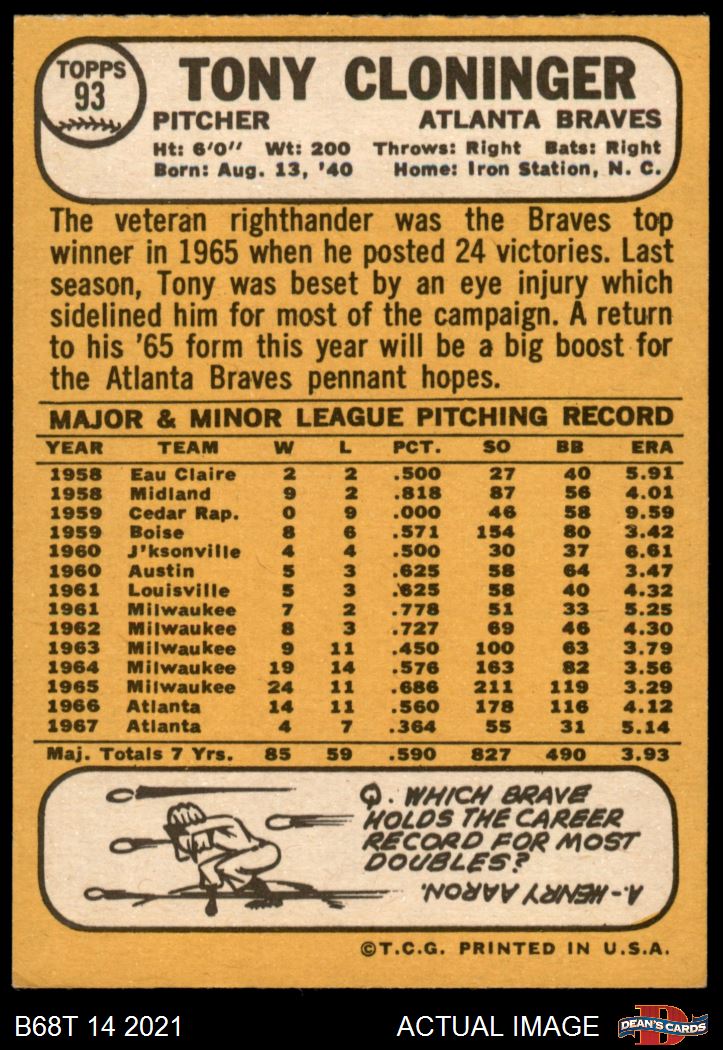 TOPPS
93
TONY CLONINGER
PITCHER ATLANTA BRAVES
Ht: 6'0" Wt: 200 Throws: Right Bats: Right
Born: Aug. 13, '40 Home: Iron Station, N. C.
The veteran righthander was the Braves top
winner in 1965 when he posted 24 victories. Last
season, Tony was beset by an eye injury which
sidelined him for most of the campaign. A return
to his '65 form this year will be a big boost for
the Atlanta Braves pennant hopes.
MAJOR & MINOR LEAGUE PITCHING RECORD
YEAR TEAM W L PCT. SO BB ERA
1958 Eau Claire 2 2 .500 27 40 5.91
1958 Midland 9 2 .818 87 56 4.01
1959 Cedar Rap. 0 9 .000 46 58 9.59
1959 Boise 8 6 .571 154 80 3.42
1960 J'ksonville 4 4 .500 30 37 6.61
1960 Austin 5 3 .625 58 64 3.47
1961 Louisville 5 3 .625 58 40 4.32
1961 Milwaukee 7 2 .778 51 33 5.25
1962 Milwaukee 8 3 .727 69 46 4.30
1963 Milwaukee 9 11 .450 100 63 3.79
1964 Milwaukee 19 14 .576 163 82 3.56
1965 Milwaukee 24 11 .686 211 119 3.29
1966 Atlanta 14 11 .560 178 116 4.12
1967 Atlanta 4 7 .364 55 31 5.14
Maj. Totals 7 Yrs. 85 59 .590 827 490 3.93
Q. WHICH BRAVE
HOLDS THE CAREER
RECORD FOR MOST
DOUBLES?
A-HENRY AARON.
©T.C.G. PRINTED IN U.S.A.
B68T 14 2021 ACTUAL IMAGE
D
DEAN'S CARDS